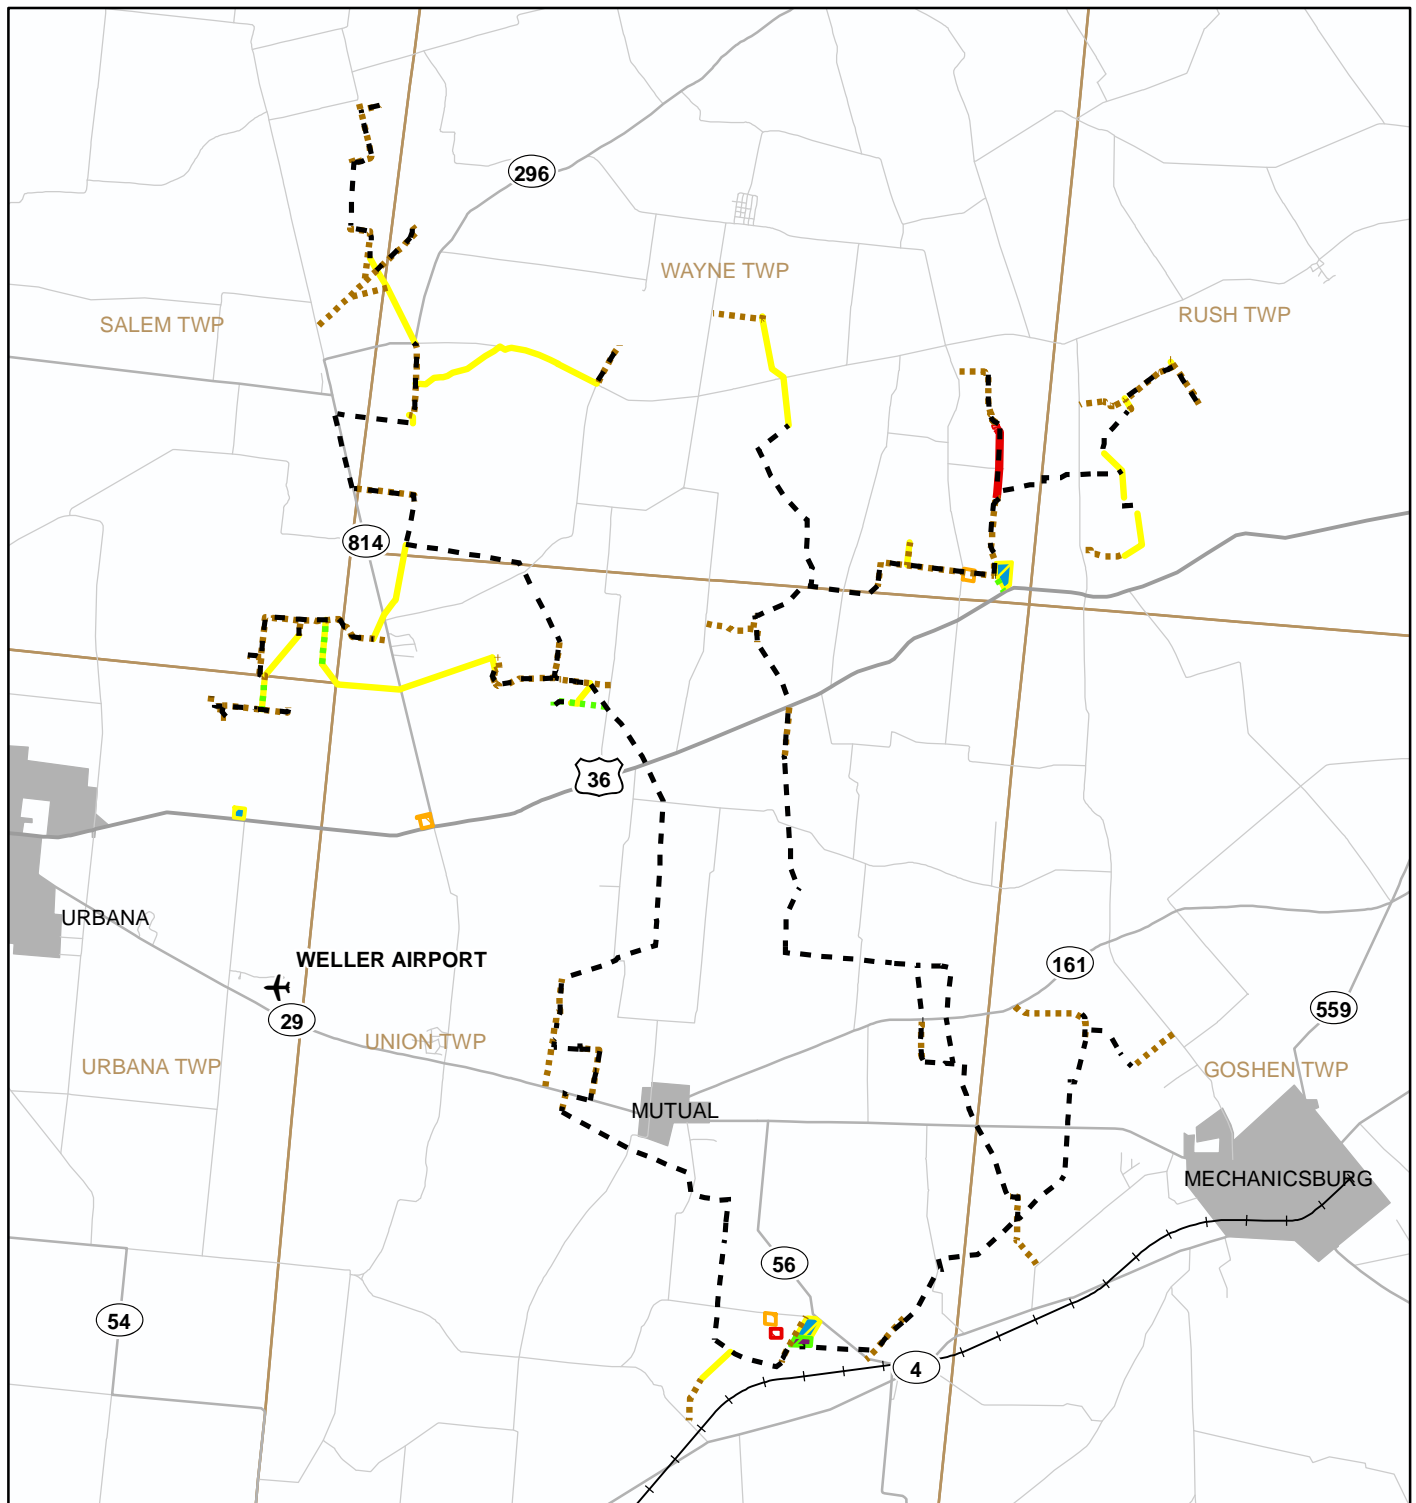 296
WAYNE TWP
SALEM TWP
RUSH TWP
814
36
URBANA
WELLER AIRPORT
161
559
29
UNION TWP
URBANA TWP
GOSHEN TWP
MUTUAL
MECHANICSBURG
56
54
4